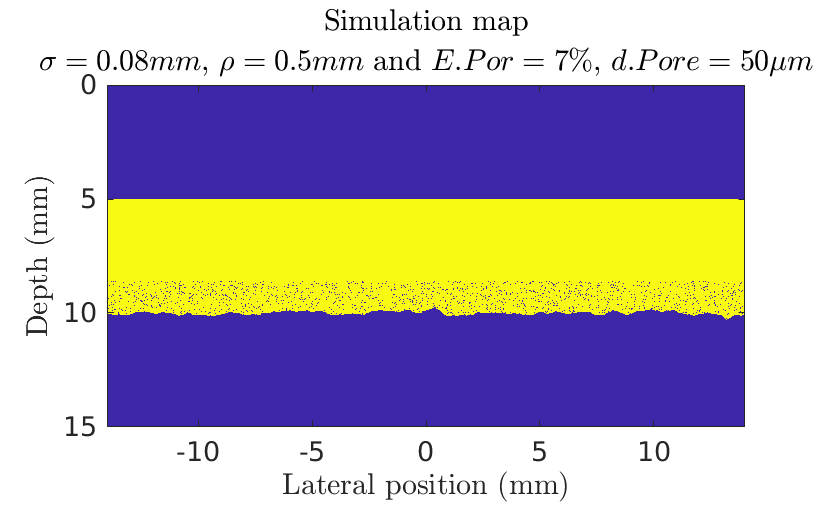 Simulation map
σ = 0.08mm, ρ = 0.5mm and E.Por = 7%, d.Pore = 50μm
0
5
10
15
Depth (mm)
-10 -5 0 5 10
Lateral position (mm)